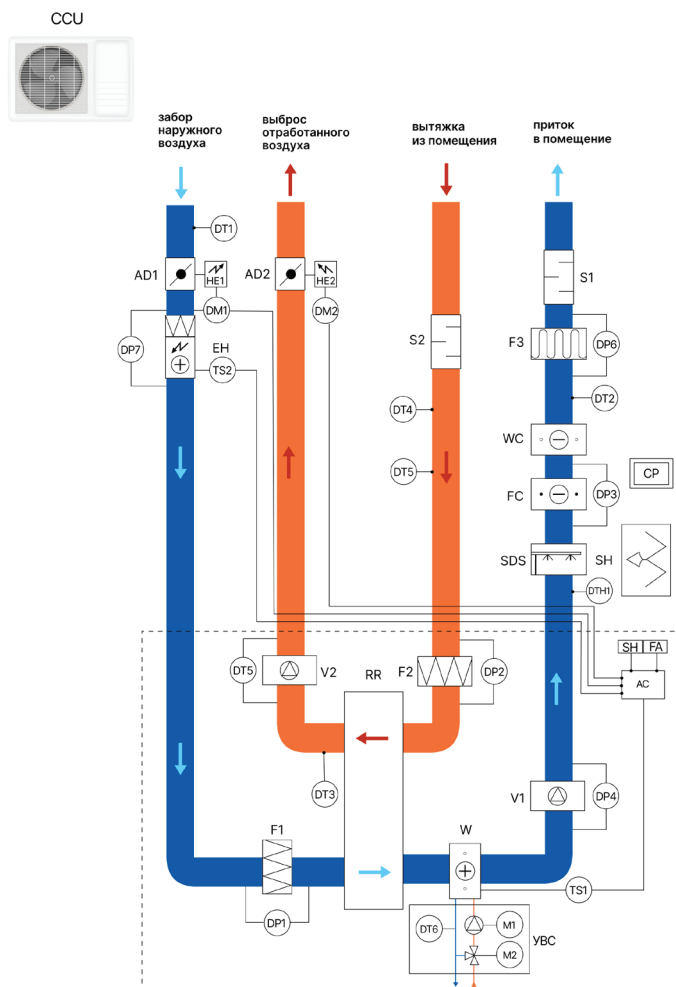 CCU
забор
наружного
воздуха
выброс
отработанного
воздуха
вытяжка
из помещения
приток
в помещение
DT1
AD1
HE1
AD2
HE2
S1
DM1
DM2
S2
F3
DP6
DP7
EH
TS2
DT2
DT4
WC
DT5
CP
FC
DP3
SDS
SH
DTH1
SH
FA
AC
DT5
V2
RR
F2
DP2
DT3
V1
DP4
F1
W
TS1
DP1
DT6
M1
M2
УВС